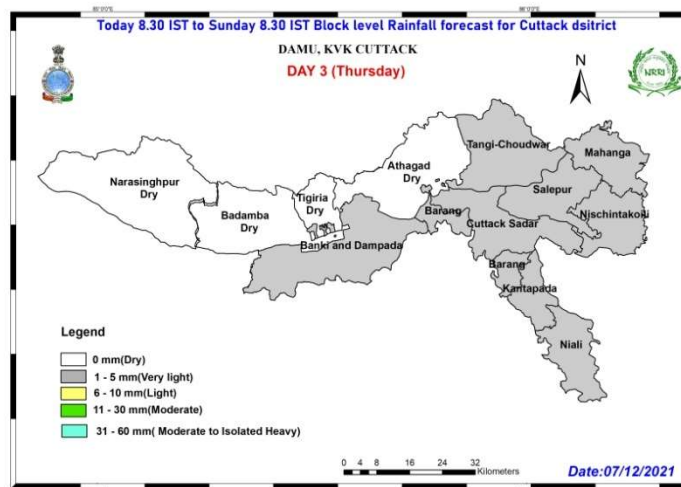 Today 8.30 IST to Sunday 8.30 IST Block level Rainfall forecast for Cuttack dsitrict
DAMU, KVK CUTTACK
DAY 3 (Thursday)
N
NRRI
Tangi-Choudwar
Mahanga
Athagad
Dry
Narasinghpur
Dry
Tigiria
Dry
Salepur
Badamba
Dry
Barang
Nischintakoili
Cuttack Sadar
Banki and Dampada
Barang
Kantapada
Niali
Legend
0 mm(Dry)
1 - 5 mm(Very light)
6 - 10 mm(Light)
11 - 30 mm(Moderate)
31 - 60 mm( Moderate to Isolated Heavy)
0 4 8 16 24 32
Kilometers
Date:07/12/2021